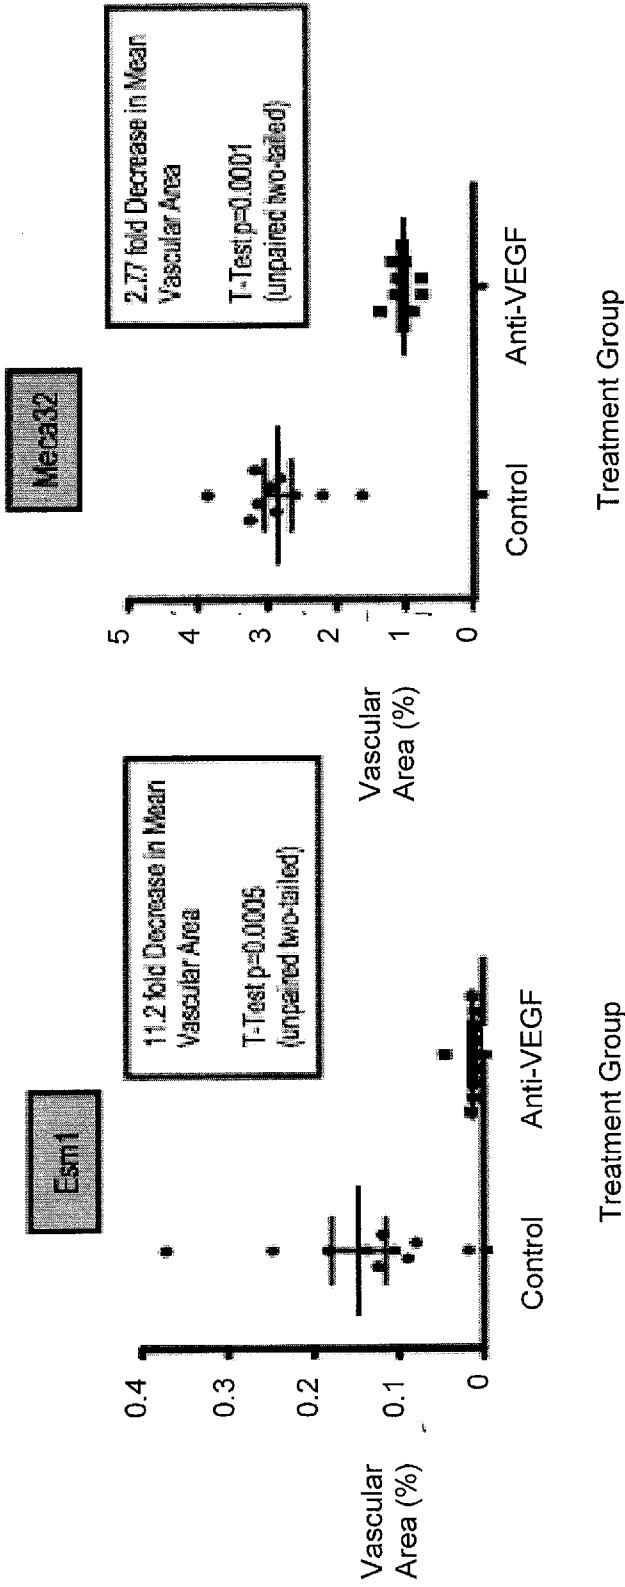 Esm1
11.2 fold Decrease in Mean
Vascular Area
T-Test p=0.0005
(unpaired two-tailed)
Vascular
Area (%)
0.4
0.3
0.2
0.1
0
Control
Anti-VEGF
Treatment Group
Meca32
2.77 fold Decrease in Mean
Vascular Area
T-Test p=0.0001
(unpaired two-tailed)
Vascular
Area (%)
5
4
3
2
1
0
Control
Anti-VEGF
Treatment Group